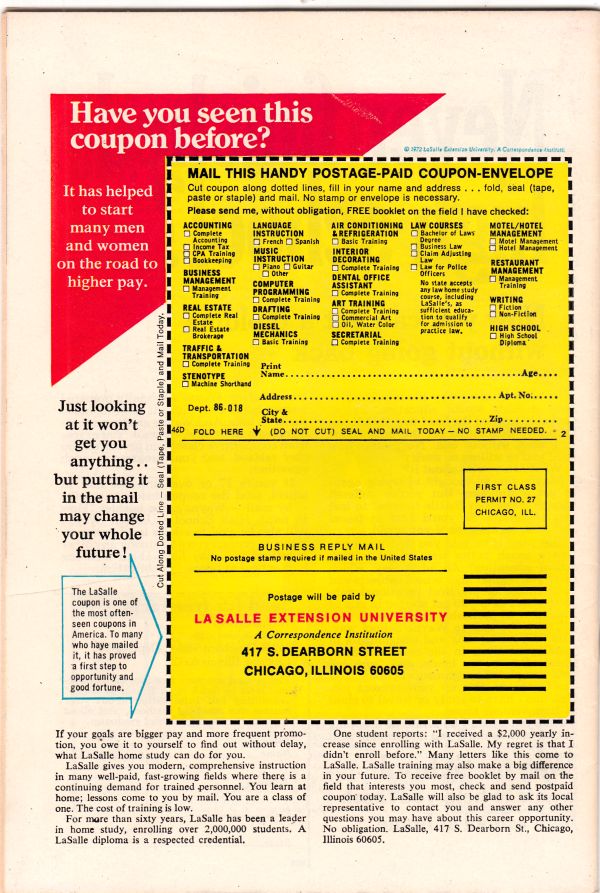 Have you seen this
coupon before?
© 1972 LaSalle Extension University, A Correspondence Institution
It has helped
to start
many men
and women
on the road to
higher pay.
MAIL THIS HANDY POSTAGE-PAID COUPON-ENVELOPE
Cut coupon along dotted lines, fill in your name and address . . . fold, seal (tape,
paste or staple) and mail. No stamp or envelope is necessary.
Please send me, without obligation, FREE booklet on the field I have checked:
ACCOUNTING
☐ Complete
Accounting
☐ Income Tax
☐ CPA Training
☐ Bookkeeping
BUSINESS
MANAGEMENT
☐ Management
Training
REAL ESTATE
☐ Complete Real
Estate
☐ Real Estate
Brokerage
TRAFFIC &
TRANSPORTATION
☐ Complete Training
STENOTYPE
☐ Machine Shorthand
LANGUAGE
INSTRUCTION
☐ French ☐ Spanish
MUSIC
INSTRUCTION
☐ Piano ☐ Guitar
☐ Other
COMPUTER
PROGRAMMING
☐ Complete Training
DRAFTING
☐ Complete Training
DIESEL
MECHANICS
☐ Basic Training
AIR CONDITIONING
& REFRIGERATION
☐ Basic Training
INTERIOR
DECORATING
☐ Complete Training
DENTAL OFFICE
ASSISTANT
☐ Complete Training
ART TRAINING
☐ Complete Training
☐ Commercial Art
☐ Oil, Water Color
SECRETARIAL
☐ Complete Training
LAW COURSES
☐ Bachelor of Laws
Degree
☐ Business Law
☐ Claim Adjusting
Law
☐ Law for Police
Officers
No state accepts
any law home study
course, including
LaSalle's, as
sufficient educa-
tion to qualify
for admission to
practice law.
MOTEL/HOTEL
MANAGEMENT
☐ Motel Management
☐ Hotel Management
RESTAURANT
MANAGEMENT
☐ Management
Training
WRITING
☐ Fiction
☐ Non-Fiction
HIGH SCHOOL
☐ High School
Diploma
Print
Name Age
Address Apt. No.
Dept. 86-018
City &
State Zip
46D FOLD HERE (DO NOT CUT) SEAL AND MAIL TODAY – NO STAMP NEEDED. 2
Cut Along Dotted Line — Seal (Tape, Paste or Staple) and Mail Today.
Just looking
at it won't
get you
anything . .
but putting it
in the mail
may change
your whole
future!
The LaSalle
coupon is one of
the most often-
seen coupons in
America. To many
who have mailed
it, it has proved
a first step to
opportunity and
good fortune.
FIRST CLASS
PERMIT NO. 27
CHICAGO, ILL.
BUSINESS REPLY MAIL
No postage stamp required if mailed in the United States
Postage will be paid by
LA SALLE EXTENSION UNIVERSITY
A Correspondence Institution
417 S. DEARBORN STREET
CHICAGO, ILLINOIS 60605
If your goals are bigger pay and more frequent promo-
tion, you owe it to yourself to find out without delay,
what LaSalle home study can do for you.
LaSalle gives you modern, comprehensive instruction
in many well-paid, fast-growing fields where there is a
continuing demand for trained personnel. You learn at
home; lessons come to you by mail. You are a class of
one. The cost of training is low.
For more than sixty years, LaSalle has been a leader
in home study, enrolling over 2,000,000 students. A
LaSalle diploma is a respected credential.
One student reports: "I received a $2,000 yearly in-
crease since enrolling with LaSalle. My regret is that I
didn't enroll before." Many letters like this come to
LaSalle. LaSalle training may also make a big difference
in your future. To receive free booklet by mail on the
field that interests you most, check and send postpaid
coupon today. LaSalle will also be glad to ask its local
representative to contact you and answer any other
questions you may have about this career opportunity.
No obligation. LaSalle, 417 S. Dearborn St., Chicago,
Illinois 60605.